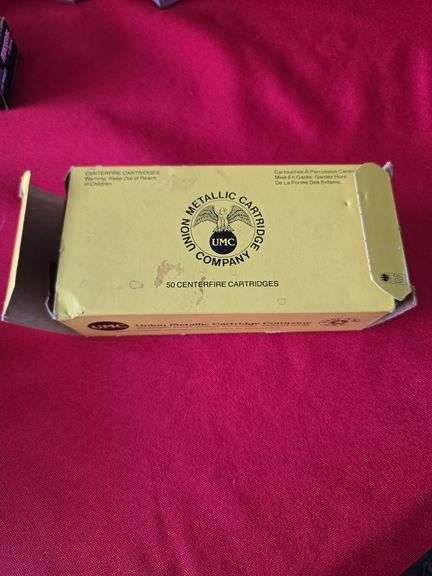 CENTERFIRE CARTRIDGES
Warning: Keep Out of Reach
of Children.
Cartouches À Percussion
Mise En Garde: Gardez Hors
De La Portée Des Enfants.
UNION METALLIC CARTRIDGE
UMC
COMPANY
50 CENTERFIRE CARTRIDGES
UMC
Union Metallic Cartridge Company